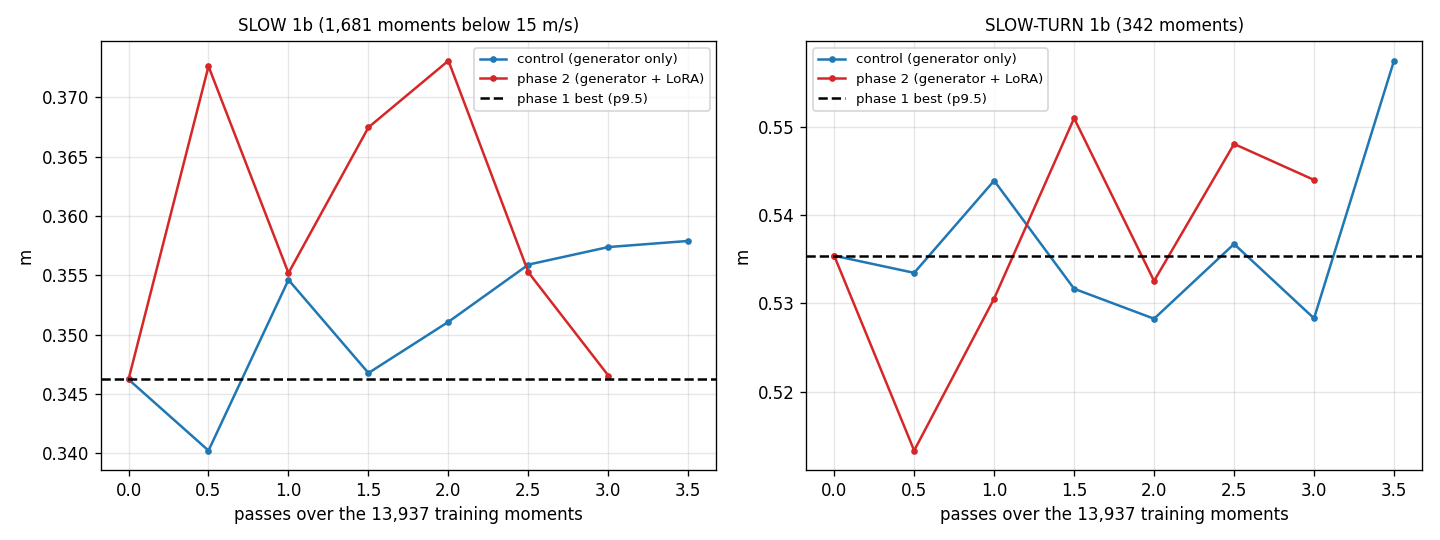 SLOW 1b (1,681 moments below 15 m/s)
control (generator only)
phase 2 (generator + LoRA)
phase 1 best (p9.5)
0.370
0.365
0.360
0.355
0.350
0.345
0.340
m
0.0 0.5 1.0 1.5 2.0 2.5 3.0 3.5
passes over the 13,937 training moments
SLOW-TURN 1b (342 moments)
control (generator only)
phase 2 (generator + LoRA)
phase 1 best (p9.5)
0.55
0.54
0.53
0.52
m
0.0 0.5 1.0 1.5 2.0 2.5 3.0 3.5
passes over the 13,937 training moments